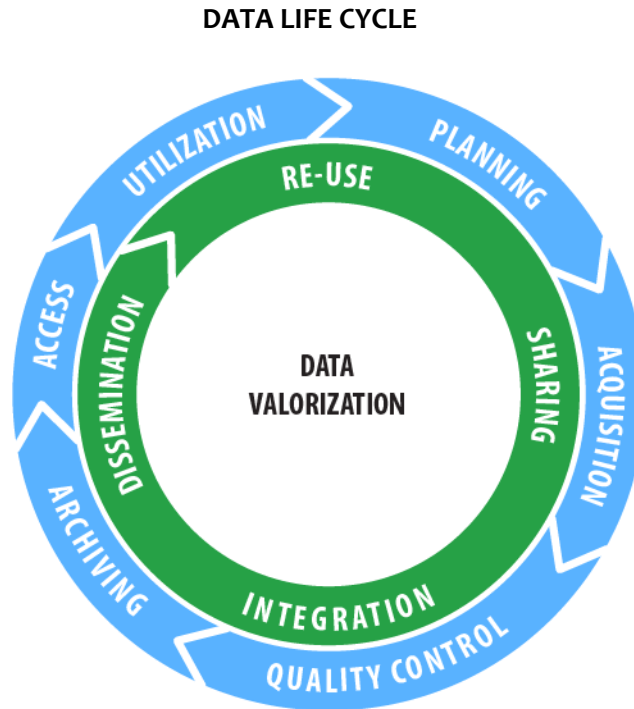 DATA LIFE CYCLE
UTILIZATION
PLANNING
ACQUISITION
QUALITY CONTROL
ARCHIVING
ACCESS
RE-USE
SHARING
INTEGRATION
DISSEMINATION
DATA
VALORIZATION